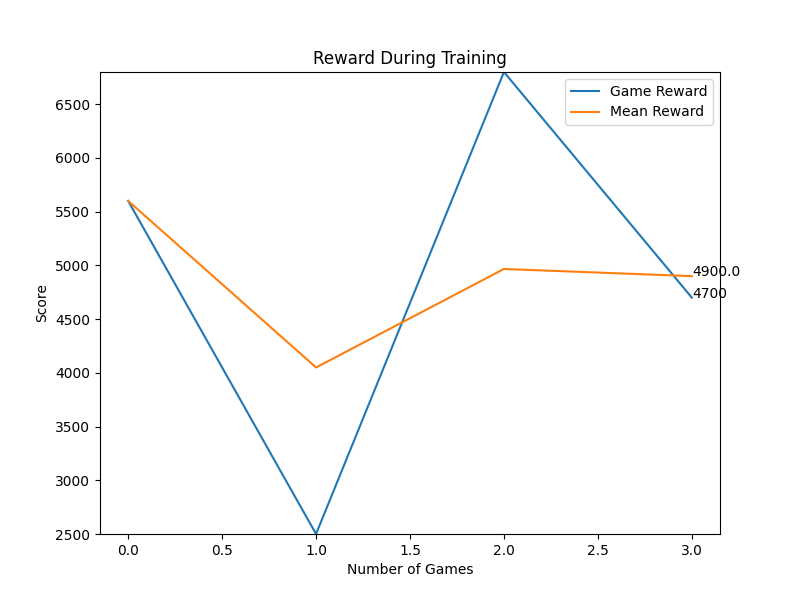 Reward During Training
Game Reward
Mean Reward
6500
6000
5500
5000
4500
4000
3500
3000
2500
Score
4900.0
4700
0.0 0.5 1.0 1.5 2.0 2.5 3.0
Number of Games